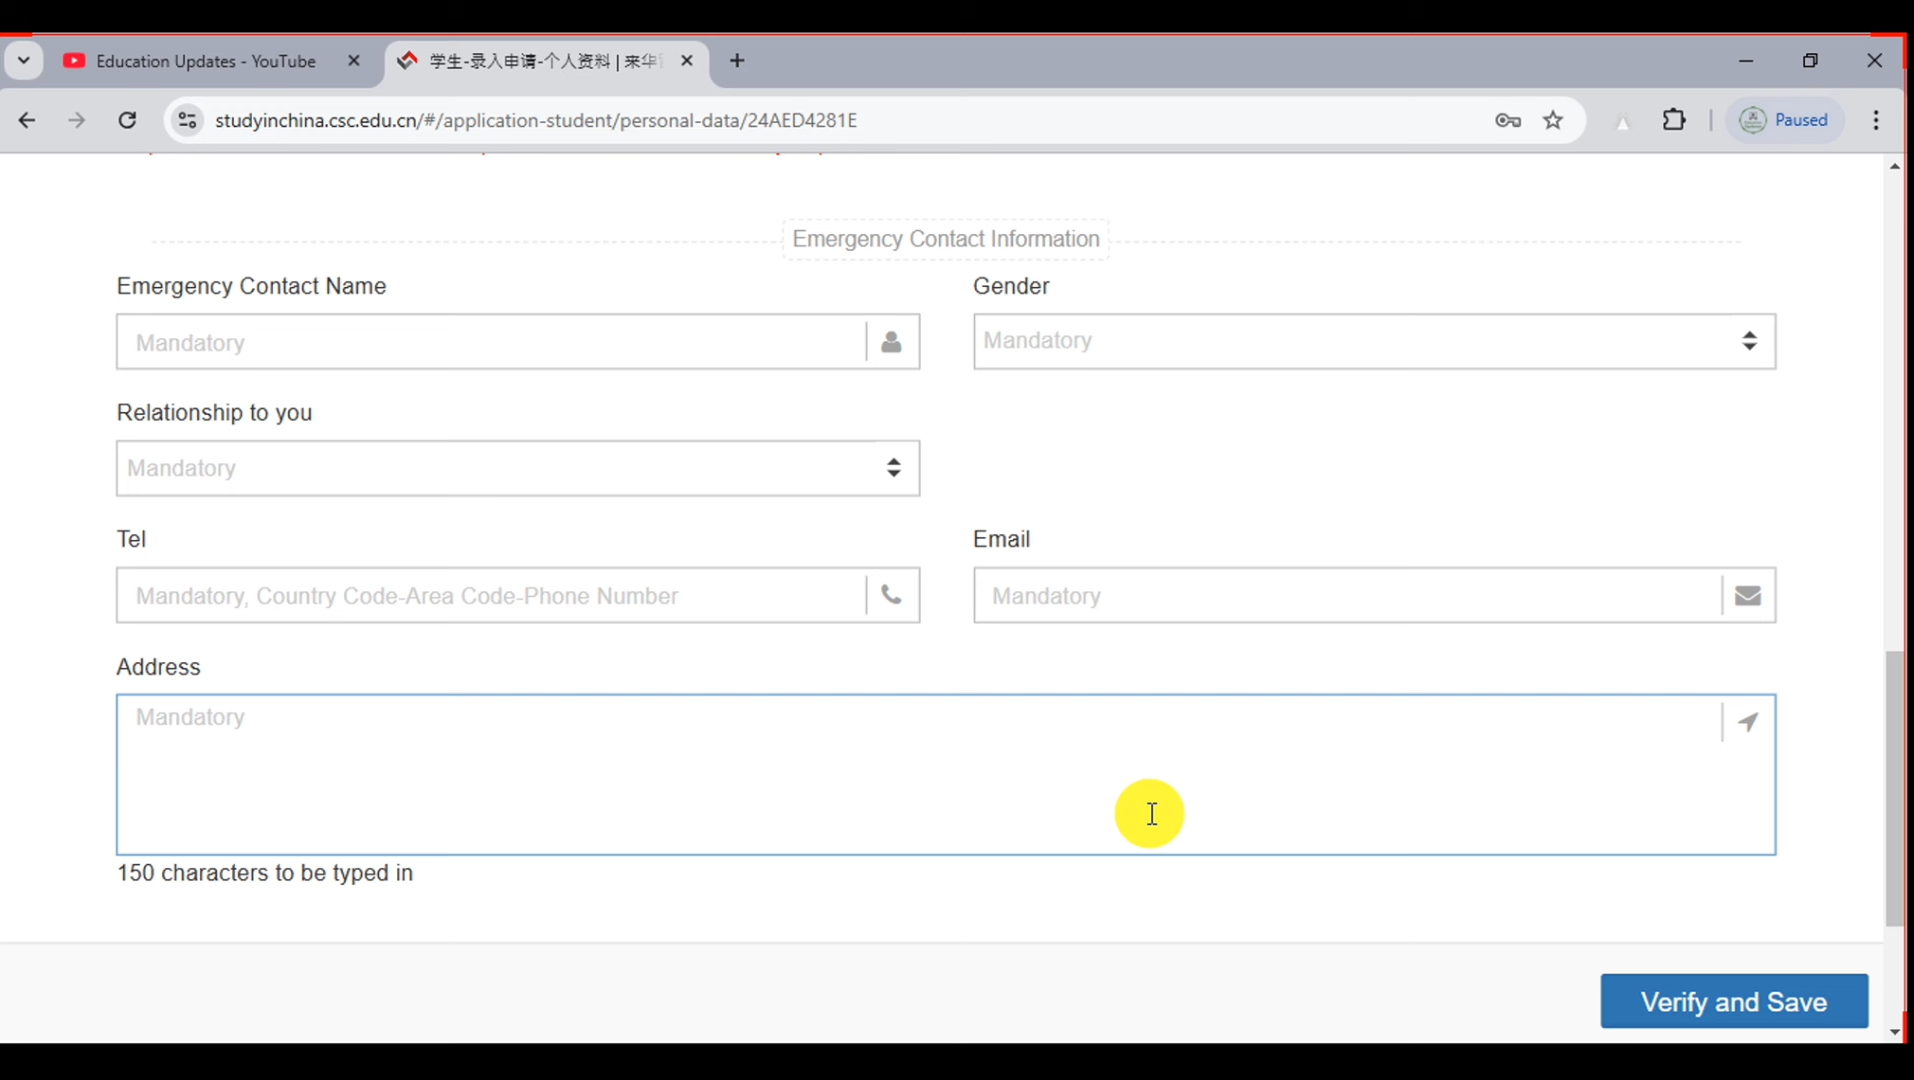 Education Updates - YouTube
学生-录入申请-个人资料 | 来华
studyinchina.csc.edu.cn/#/application-student/personal-data/24AED4281E
Paused
Emergency Contact Information
Emergency Contact Name
Gender
Mandatory
Mandatory
Relationship to you
Mandatory
Tel
Email
Mandatory, Country Code-Area Code-Phone Number
Mandatory
Address
Mandatory
150 characters to be typed in
Verify and Save